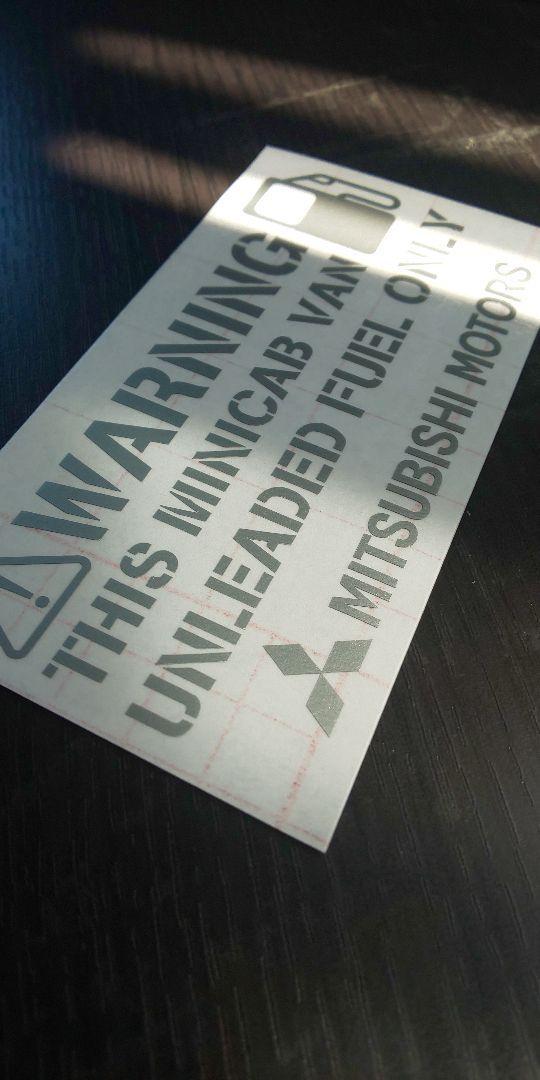 WARNING
THIS MINICAB VAN
UNLEADED FUEL ONLY
MITSUBISHI MOTORS